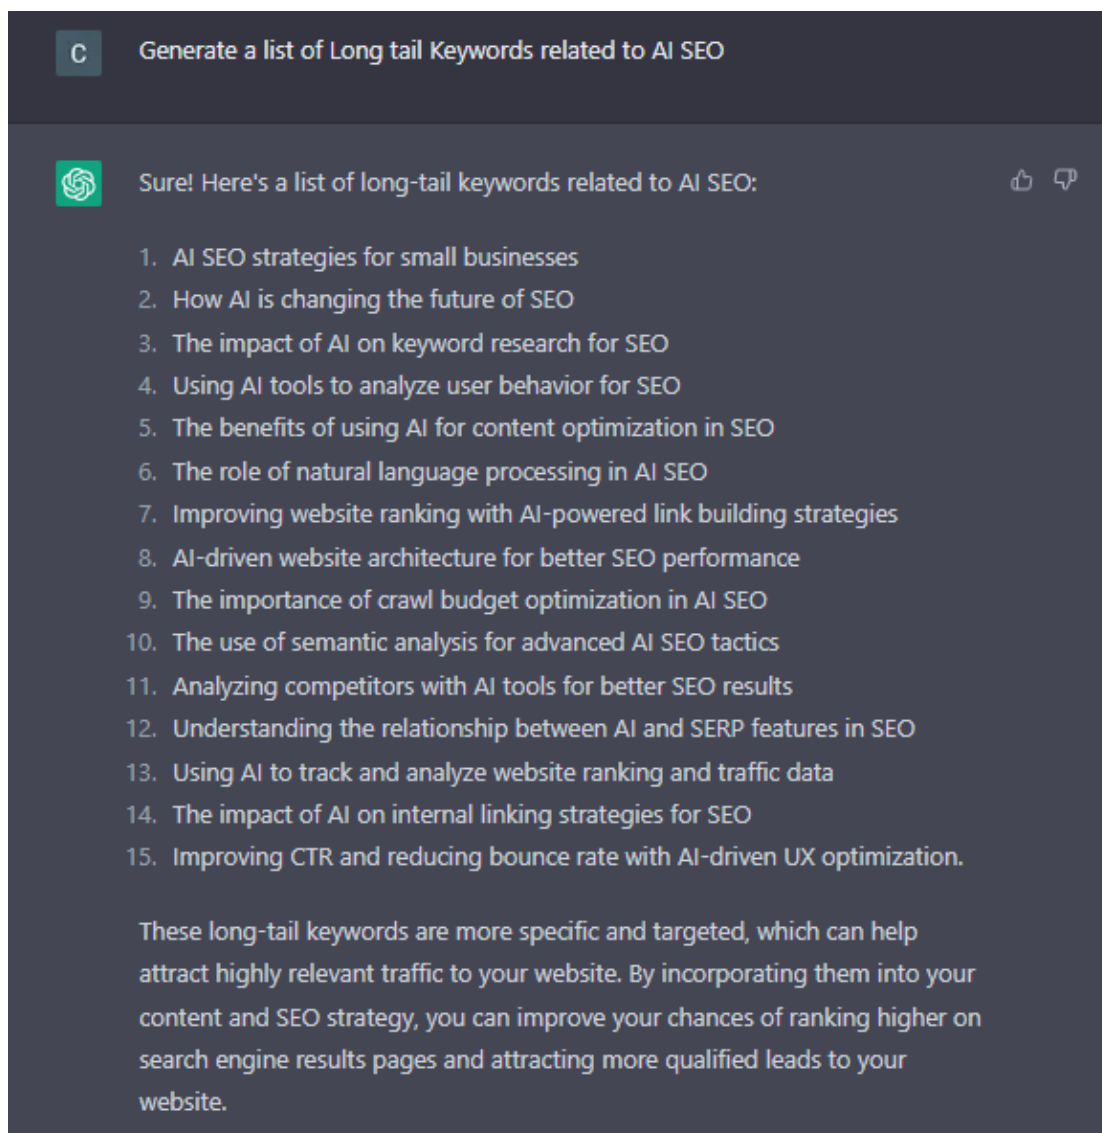 C
Generate a list of Long tail Keywords related to AI SEO
Sure! Here's a list of long-tail keywords related to AI SEO:
1. AI SEO strategies for small businesses
2. How AI is changing the future of SEO
3. The impact of AI on keyword research for SEO
4. Using AI tools to analyze user behavior for SEO
5. The benefits of using AI for content optimization in SEO
6. The role of natural language processing in AI SEO
7. Improving website ranking with AI-powered link building strategies
8. AI-driven website architecture for better SEO performance
9. The importance of crawl budget optimization in AI SEO
10. The use of semantic analysis for advanced AI SEO tactics
11. Analyzing competitors with AI tools for better SEO results
12. Understanding the relationship between AI and SERP features in SEO
13. Using AI to track and analyze website ranking and traffic data
14. The impact of AI on internal linking strategies for SEO
15. Improving CTR and reducing bounce rate with AI-driven UX optimization.
These long-tail keywords are more specific and targeted, which can help
attract highly relevant traffic to your website. By incorporating them into your
content and SEO strategy, you can improve your chances of ranking higher on
search engine results pages and attracting more qualified leads to your
website.